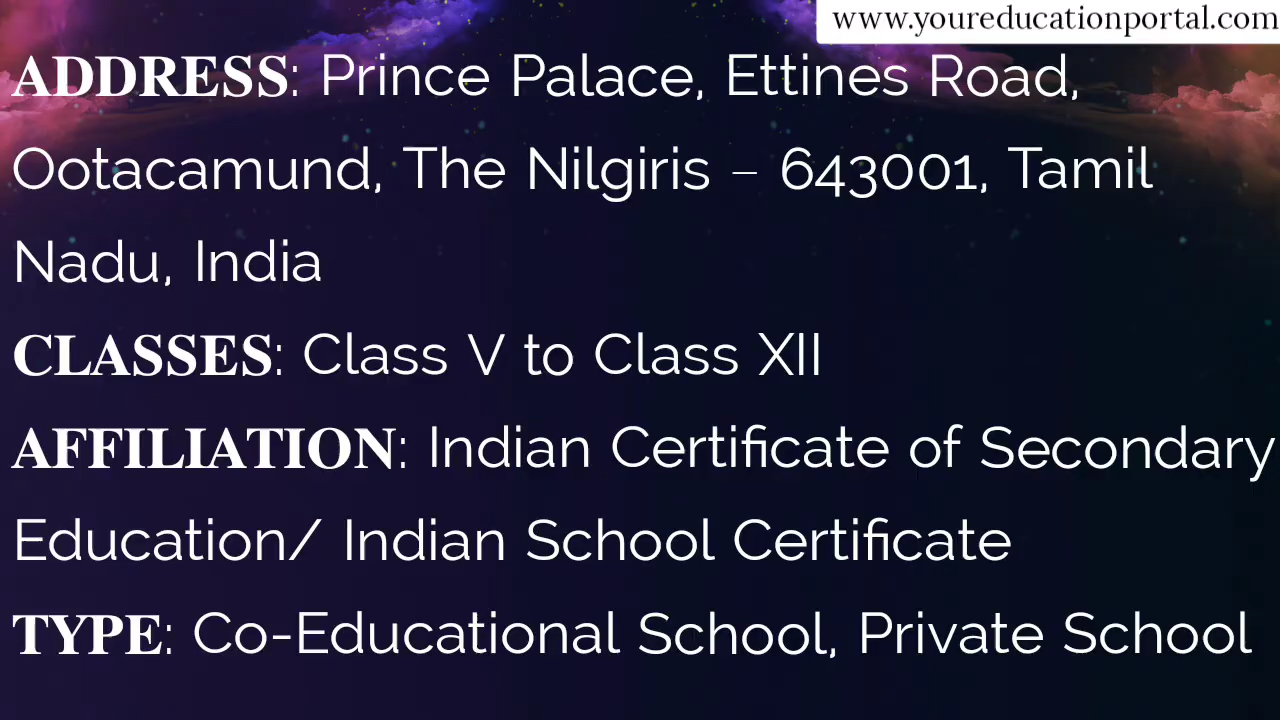 www.youreducationportal.com
ADDRESS: Prince Palace, Ettines Road,
Ootacamund, The Nilgiris – 643001, Tamil
Nadu, India
CLASSES: Class V to Class XII
AFFILIATION: Indian Certificate of Secondary
Education/ Indian School Certificate
TYPE: Co-Educational School, Private School